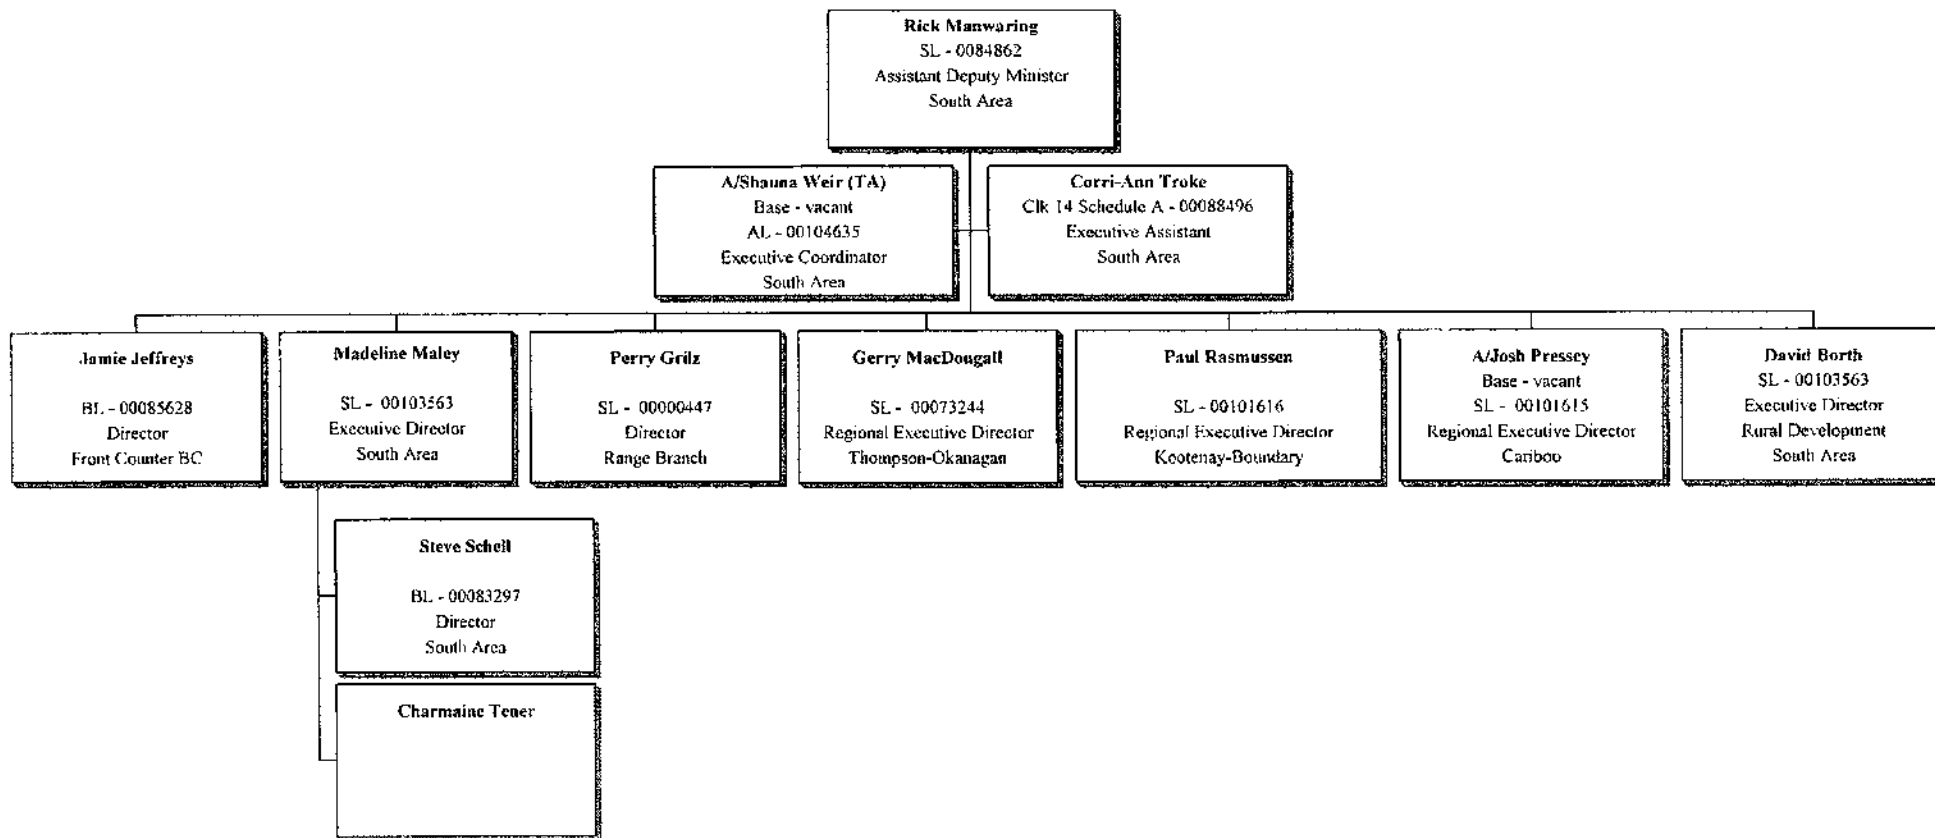 Rick Manwaring
SL - 0084862
Assistant Deputy Minister
South Area
A/Shauna Weir (TA)
Base - vacant
AL - 00104635
Executive Coordinator
South Area
Corri-Ann Troke
Clk 14 Schedule A - 00088496
Executive Assistant
South Area
Jamie Jeffreys
BL - 00085628
Director
Front Counter BC
Madeline Maley
SL - 00103563
Executive Director
South Area
Perry Grilz
SL - 00000447
Director
Range Branch
Gerry MacDougall
SL - 00073244
Regional Executive Director
Thompson-Okanagan
Paul Rasmussen
SL - 00101616
Regional Executive Director
Kootenay-Boundary
A/Josh Pressey
Base - vacant
SL - 00101615
Regional Executive Director
Cariboo
David Borth
SL - 00103563
Executive Director
Rural Development
South Area
Steve Schell
BL - 00083297
Director
South Area
Charmaine Tener